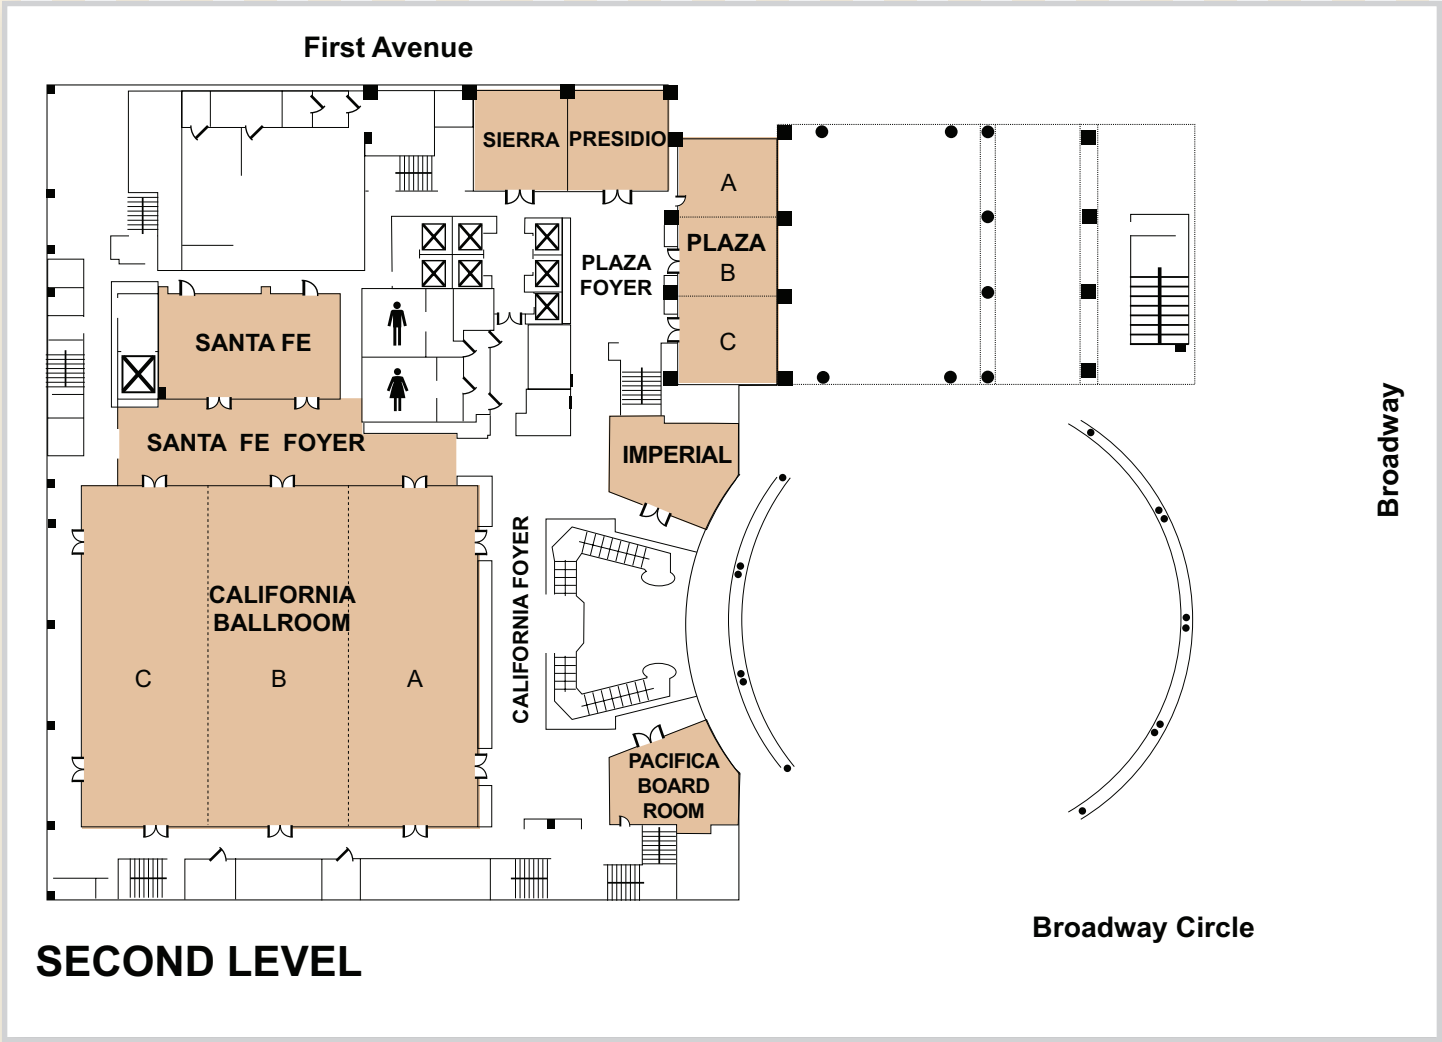 First Avenue
SIERRA
PRESIDIO
A
PLAZA
B
C
PLAZA
FOYER
SANTA FE
SANTA FE FOYER
IMPERIAL
Broadway
CALIFORNIA
BALLROOM
C
B
A
CALIFORNIA FOYER
PACIFICA
BOARD
ROOM
Broadway Circle
SECOND LEVEL